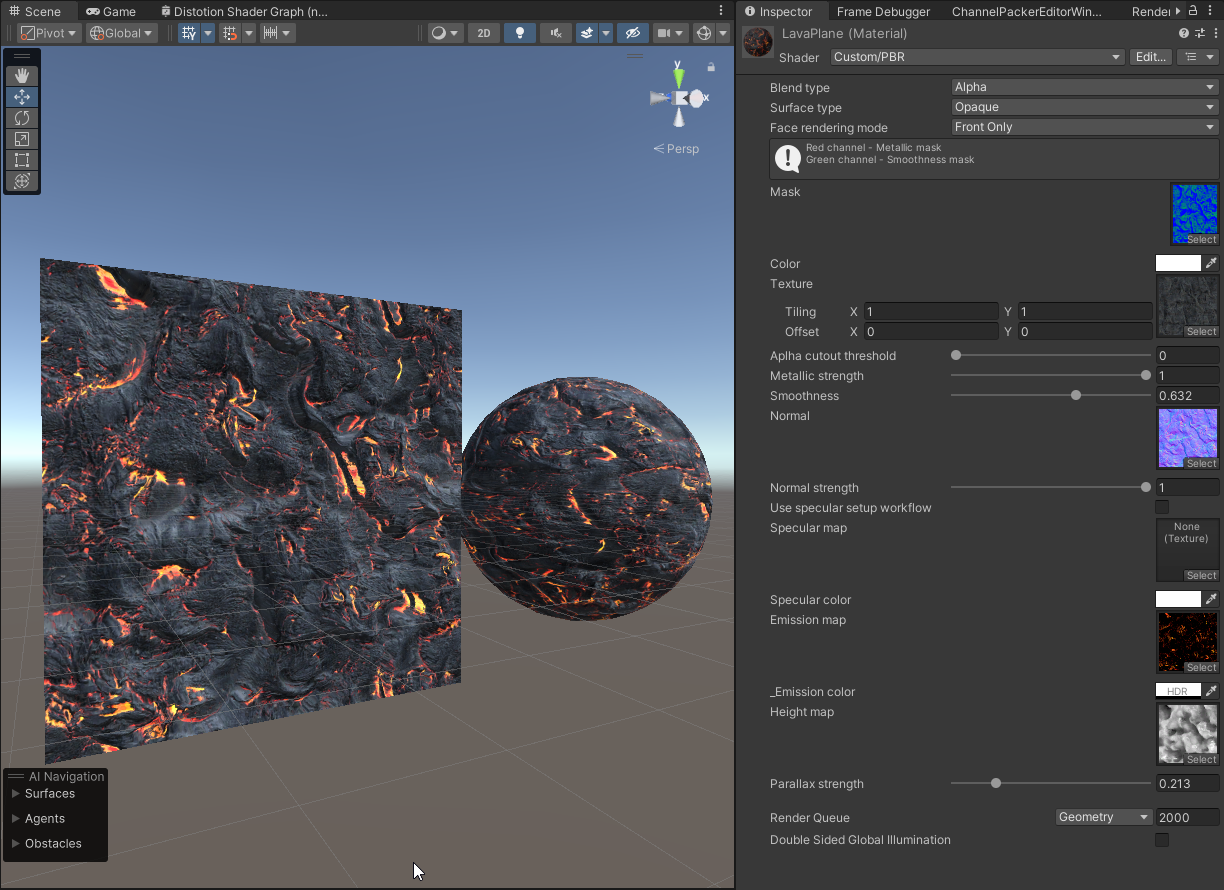 Scene
Game
Distotion Shader Graph (n...
Pivot
Global
2D
y
x
Persp
AI Navigation
Surfaces
Agents
Obstacles
Inspector
Frame Debugger
ChannelPackerEditorWin...
Render
LavaPlane (Material)
Shader
Custom/PBR
Edit...
Blend type
Alpha
Surface type
Opaque
Face rendering mode
Front Only
Red channel - Metallic mask
Green channel - Smoothness mask
Mask
Select
Color
Texture
Tiling X 1 Y 1
Offset X 0 Y 0
Select
Aplha cutout threshold 0
Metallic strength 1
Smoothness 0.632
Normal
Select
Normal strength 1
Use specular setup workflow
Specular map
None
(Texture)
Select
Specular color
Emission map
Select
_Emission color
HDR
Height map
Select
Parallax strength 0.213
Render Queue Geometry 2000
Double Sided Global Illumination